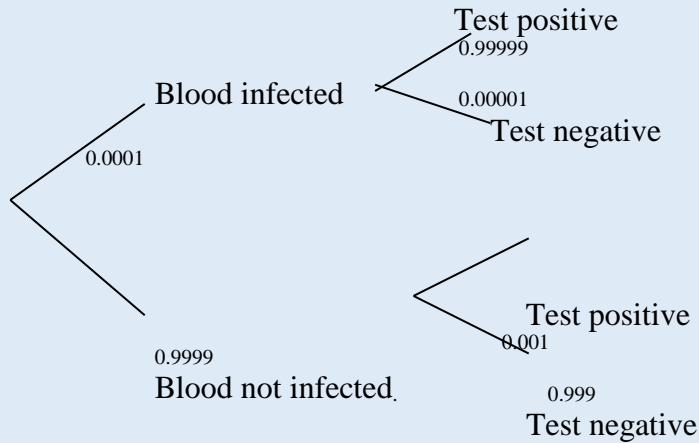 Test positive
0.99999
Blood infected
0.00001
Test negative
0.0001
Test positive
0.001
0.9999
Blood not infected.
0.999
Test negative